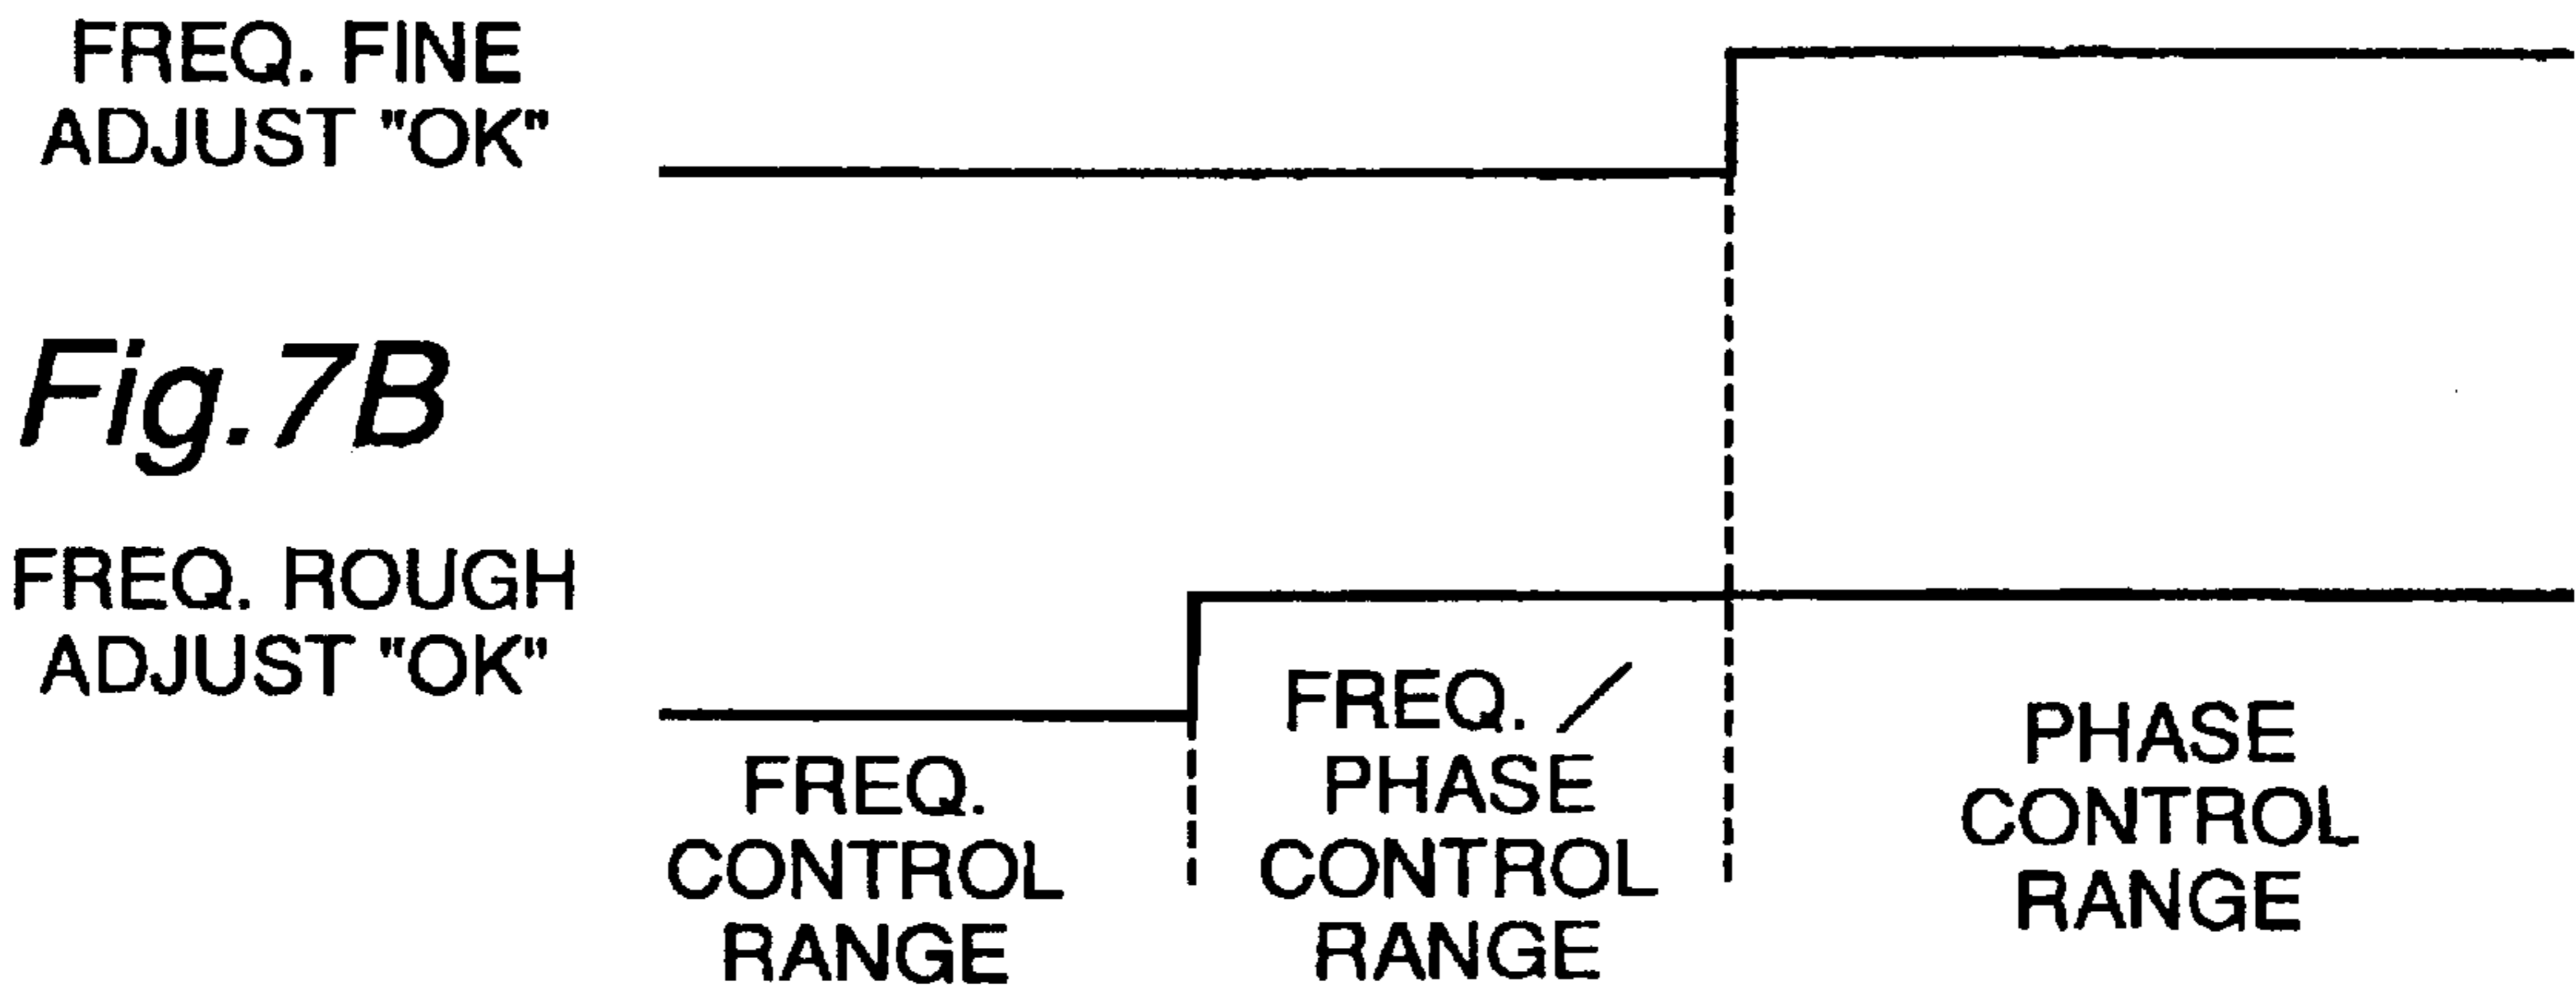 FREQ. FINE
ADJUST "OK"
Fig.7B
FREQ. ROUGH
ADJUST "OK"
FREQ.
CONTROL
RANGE
FREQ. /
PHASE
CONTROL
RANGE
PHASE
CONTROL
RANGE